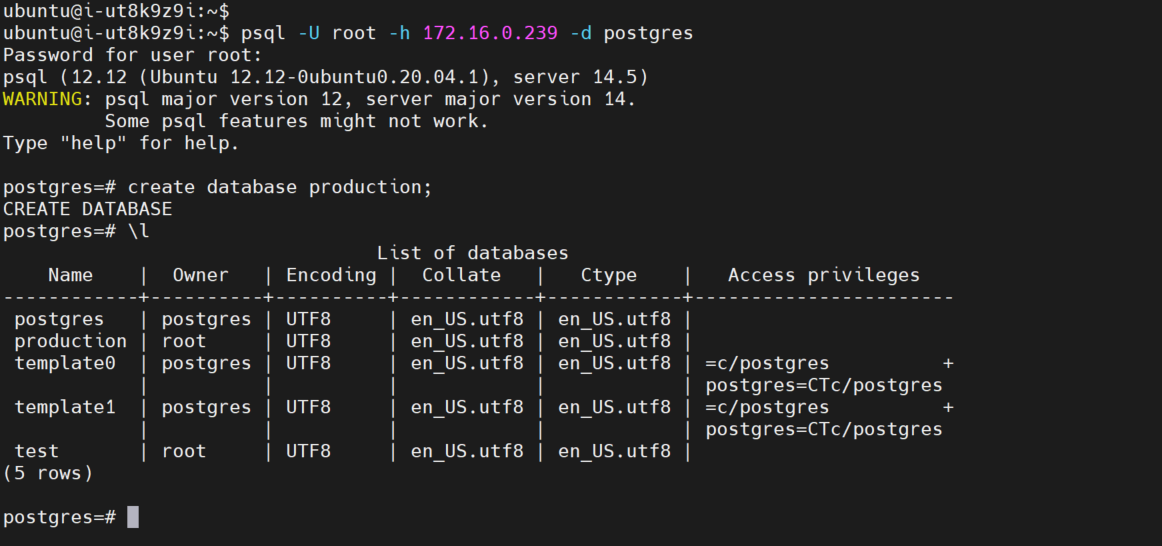 ubuntu@i-ut8k9z9i:~$
ubuntu@i-ut8k9z9i:~$ psql -U root -h 172.16.0.239 -d postgres
Password for user root:
psql (12.12 (Ubuntu 12.12-0ubuntu0.20.04.1), server 14.5)
WARNING: psql major version 12, server major version 14.
         Some psql features might not work.
Type "help" for help.

postgres=# create database production;
CREATE DATABASE
postgres=# \l
                                 List of databases
    Name    |  Owner   | Encoding |  Collate   |   Ctype    |   Access privileges
------------+----------+----------+------------+------------+-----------------------
 postgres   | postgres | UTF8     | en_US.utf8 | en_US.utf8 |
 production | root     | UTF8     | en_US.utf8 | en_US.utf8 |
 template0  | postgres | UTF8     | en_US.utf8 | en_US.utf8 | =c/postgres          +
            |          |          |            |            | postgres=CTc/postgres
 template1  | postgres | UTF8     | en_US.utf8 | en_US.utf8 | =c/postgres          +
            |          |          |            |            | postgres=CTc/postgres
 test       | root     | UTF8     | en_US.utf8 | en_US.utf8 |
(5 rows)

postgres=#